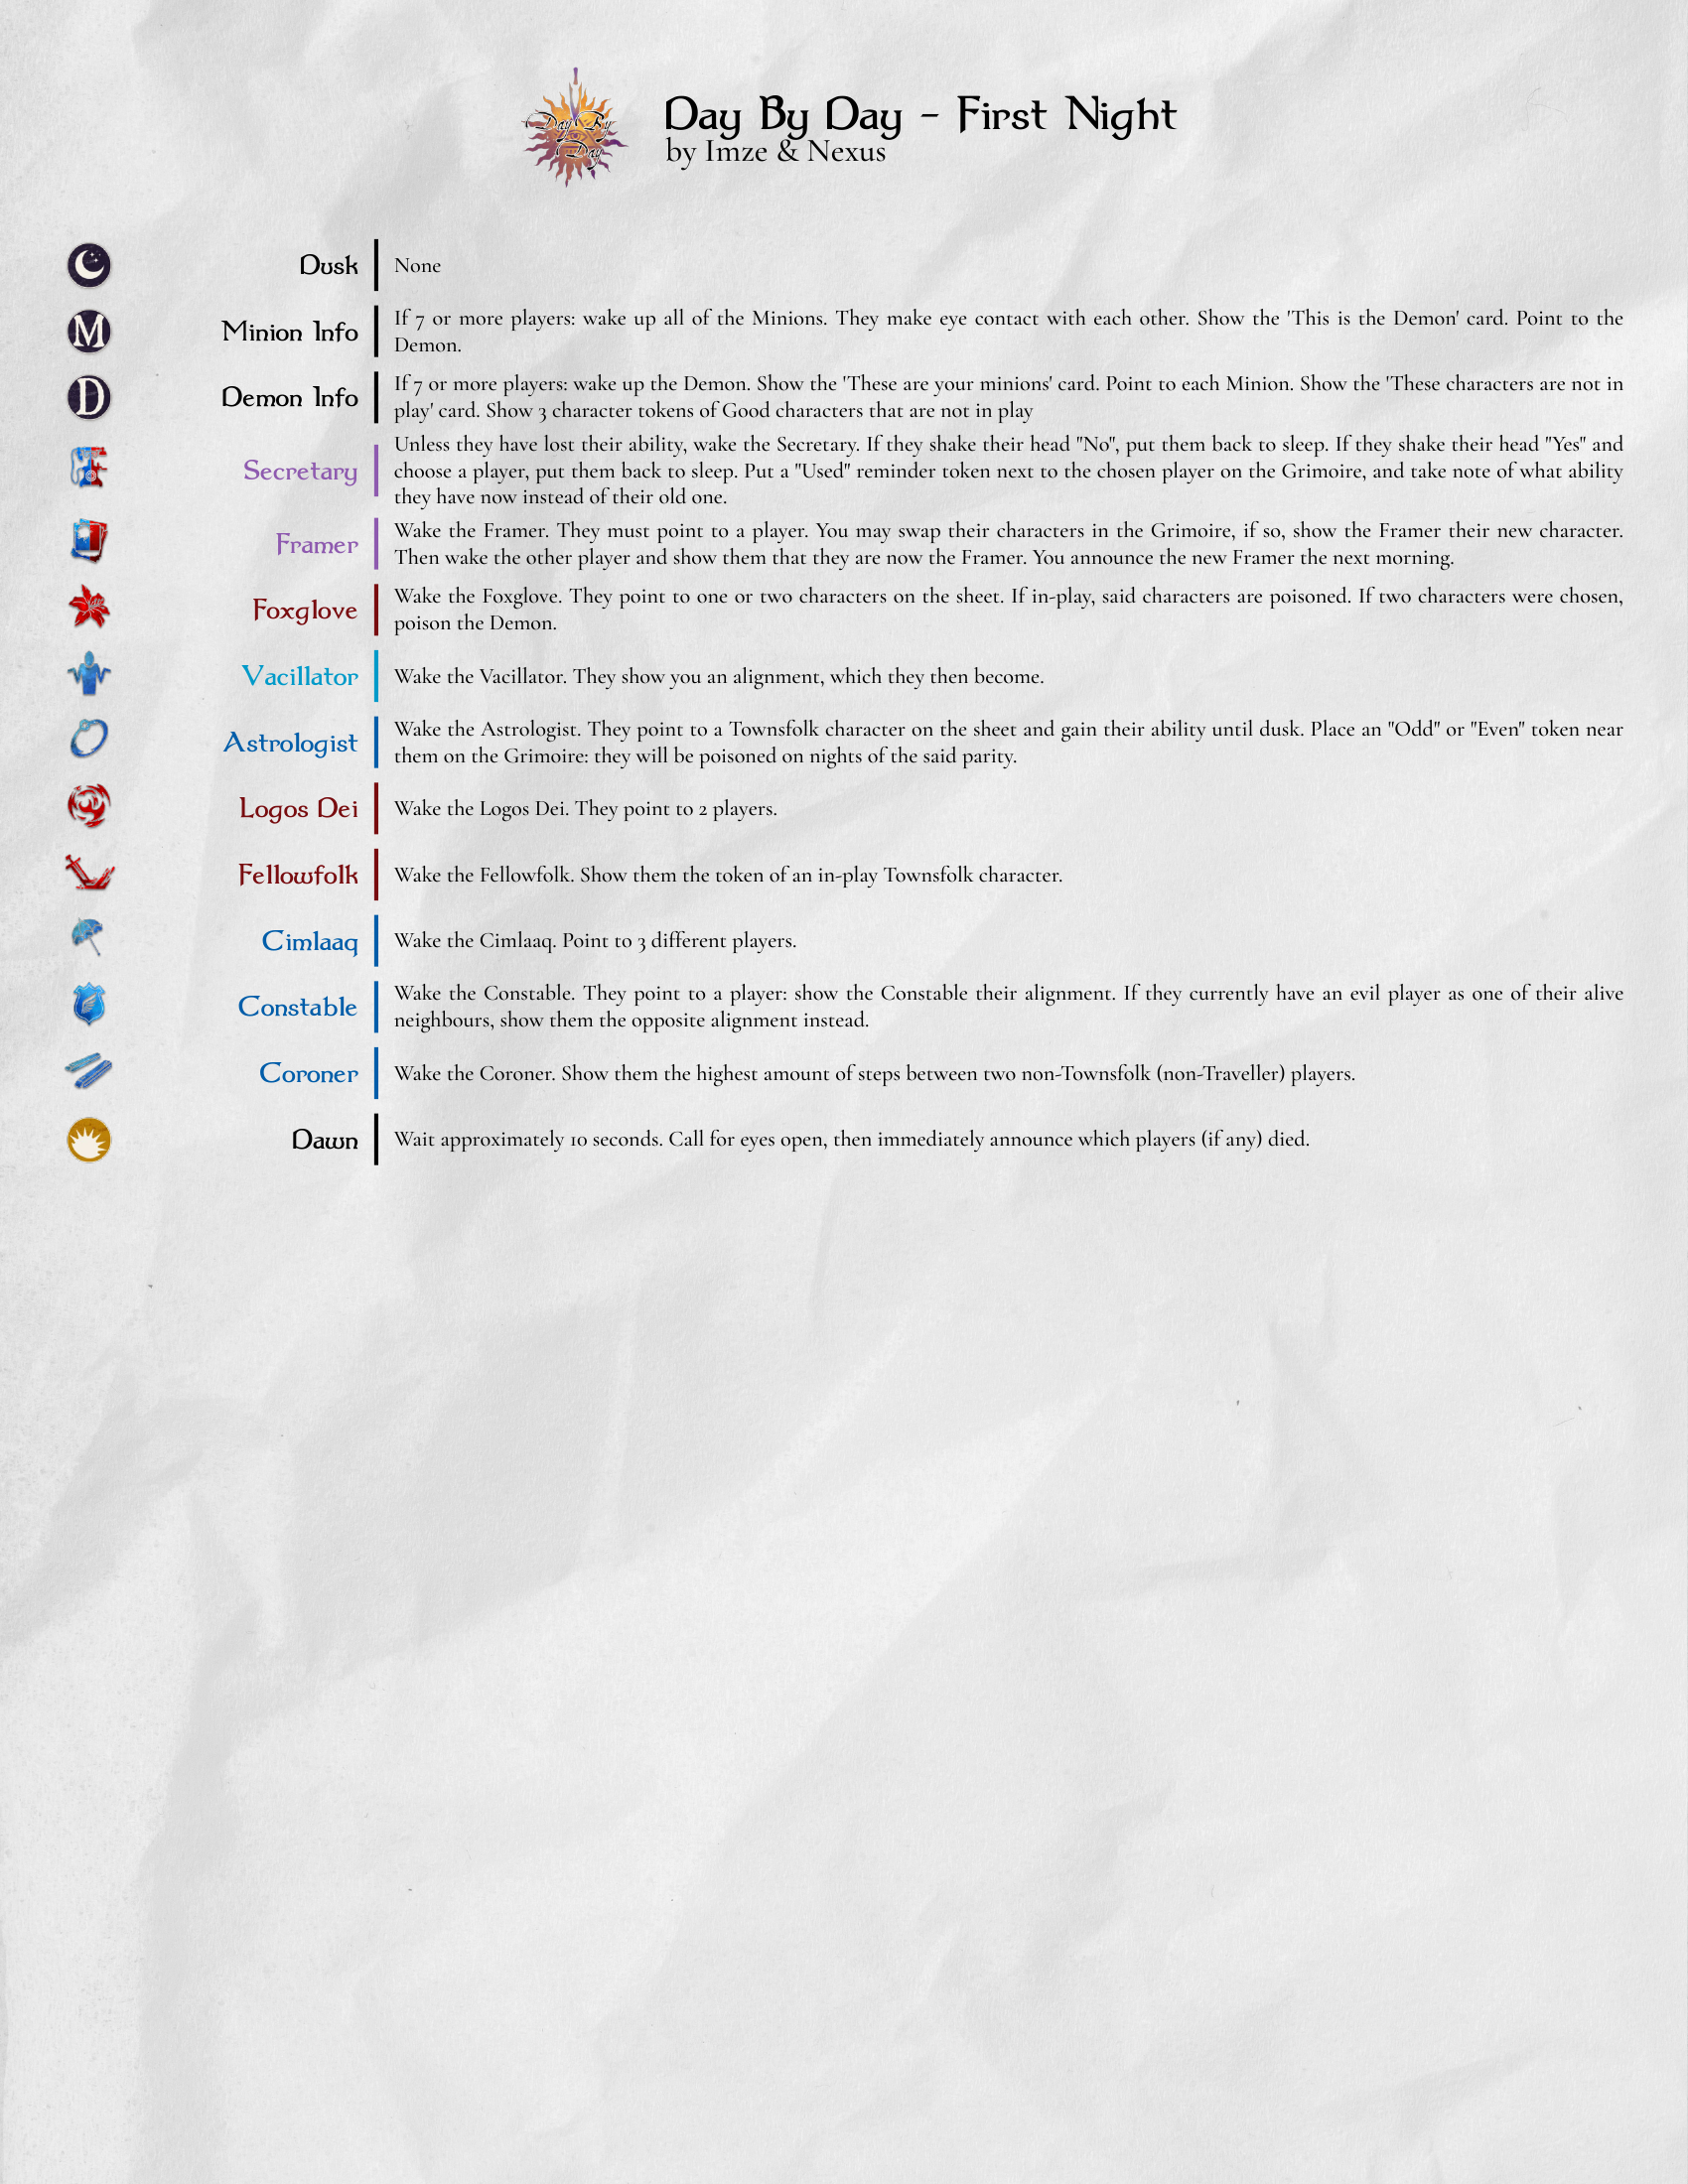 Day By Day
Day By Day - First Night
by Imze & Nexus
Dusk
None
M
Minion Info
If 7 or more players: wake up all of the Minions. They make eye contact with each other. Show the 'This is the Demon' card. Point to the
Demon.
D
Demon Info
If 7 or more players: wake up the Demon. Show the 'These are your minions' card. Point to each Minion. Show the 'These characters are not in
play' card. Show 3 character tokens of Good characters that are not in play
Secretary
Unless they have lost their ability, wake the Secretary. If they shake their head "No", put them back to sleep. If they shake their head "Yes" and
choose a player, put them back to sleep. Put a "Used" reminder token next to the chosen player on the Grimoire, and take note of what ability
they have now instead of their old one.
Framer
Wake the Framer. They must point to a player. You may swap their characters in the Grimoire, if so, show the Framer their new character.
Then wake the other player and show them that they are now the Framer. You announce the new Framer the next morning.
Foxglove
Wake the Foxglove. They point to one or two characters on the sheet. If in-play, said characters are poisoned. If two characters were chosen,
poison the Demon.
Vacillator
Wake the Vacillator. They show you an alignment, which they then become.
Astrologist
Wake the Astrologist. They point to a Townsfolk character on the sheet and gain their ability until dusk. Place an "Odd" or "Even" token near
them on the Grimoire: they will be poisoned on nights of the said parity.
Logos Dei
Wake the Logos Dei. They point to 2 players.
Fellowfolk
Wake the Fellowfolk. Show them the token of an in-play Townsfolk character.
Cimlaaq
Wake the Cimlaaq. Point to 3 different players.
Constable
Wake the Constable. They point to a player: show the Constable their alignment. If they currently have an evil player as one of their alive
neighbours, show them the opposite alignment instead.
Coroner
Wake the Coroner. Show them the highest amount of steps between two non-Townsfolk (non-Traveller) players.
Dawn
Wait approximately 10 seconds. Call for eyes open, then immediately announce which players (if any) died.